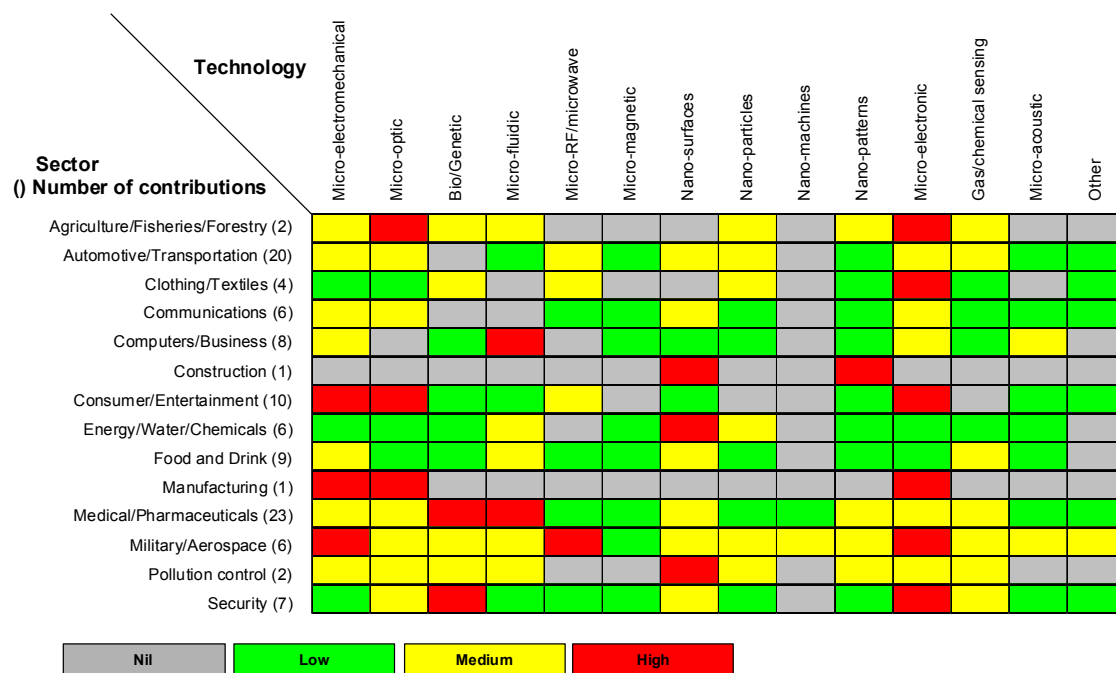 Technology
Micro-electromechanical
Micro-optic
Bio/Genetic
Micro-fluidic
Micro-RF/microwave
Micro-magnetic
Nano-surfaces
Nano-particles
Nano-machines
Nano-patterns
Micro-electronic
Gas/chemical sensing
Micro-acoustic
Other
Sector
() Number of contributions
Agriculture/Fisheries/Forestry (2)
Automotive/Transportation (20)
Clothing/Textiles (4)
Communications (6)
Computers/Business (8)
Construction (1)
Consumer/Entertainment (10)
Energy/Water/Chemicals (6)
Food and Drink (9)
Manufacturing (1)
Medical/Pharmaceuticals (23)
Military/Aerospace (6)
Pollution control (2)
Security (7)
Nil
Low
Medium
High